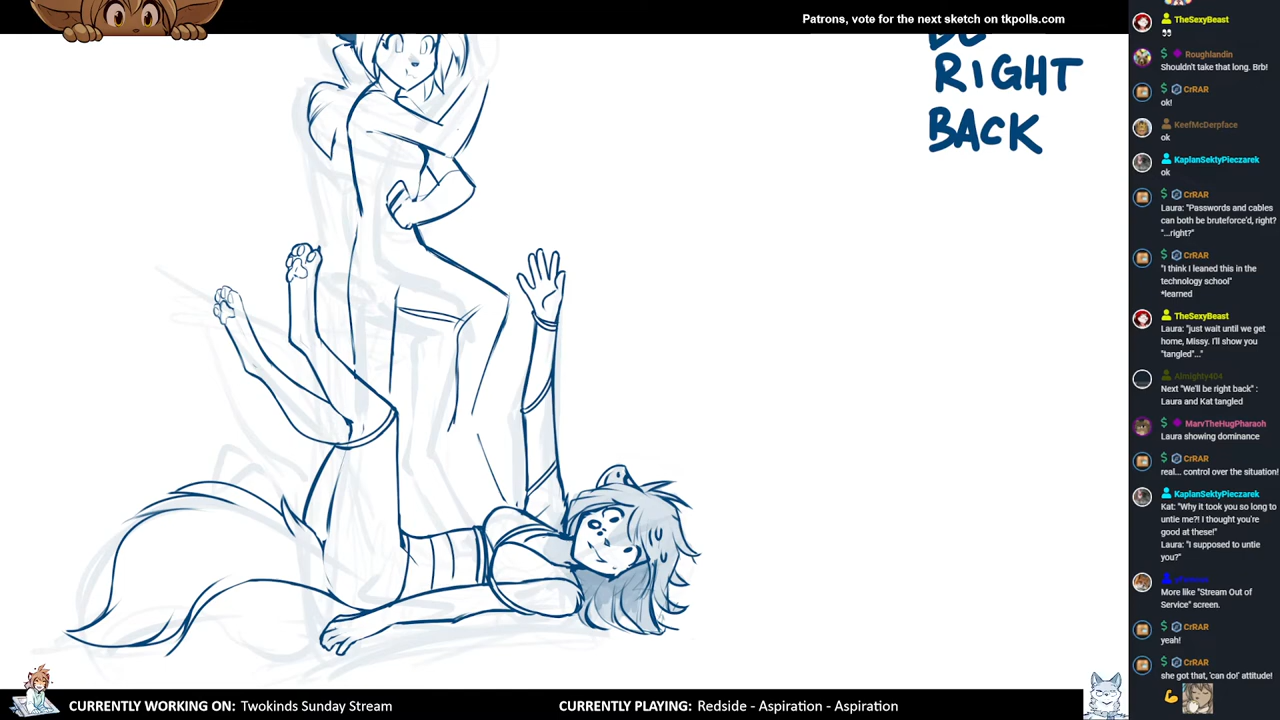 Patrons, vote for the next sketch on tkpolls.com
BE
RIGHT
BACK
TheSexyBeast
Roughlandin
Shouldn't take that long. Brb!
CrRAR
ok!
KeefMcDerpface
ok
KaplanSektyPieczarek
ok
CrRAR
Laura: "Passwords and cables
can both be bruteforce'd, right?
"...right?"
CrRAR
"I think I leaned this in the
technology school"
*learned
TheSexyBeast
Laura: "just wait until we get
home, Missy. I'll show you
"tangled"..."
Almighty404
Next "We'll be right back" :
Laura and Kat tangled
MarvTheHugPharaoh
Laura showing dominance
CrRAR
real... control over the situation!
KaplanSektyPieczarek
Kat: "Why it took you so long to
untie me?! I thought you're
good at these!"
Laura: "I supposed to untie
you?"
More like "Stream Out of
Service" screen.
CrRAR
yeah!
CrRAR
she got that, 'can do!' attitude!
CURRENTLY WORKING ON: Twokinds Sunday Stream
CURRENTLY PLAYING: Redside - Aspiration - Aspiration